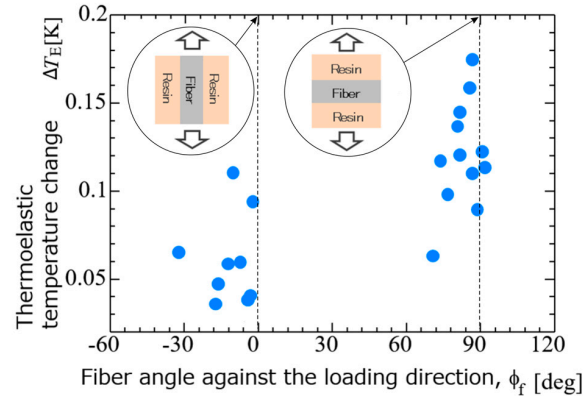 0.2
0.15
0.1
0.05
Thermoelastic
temperature change
ΔT_E[K]
Resin
Fiber
Resin
Resin
Fiber
Resin
-60
-30
0
30
60
90
120
Fiber angle against the loading direction, ϕ_f [deg]